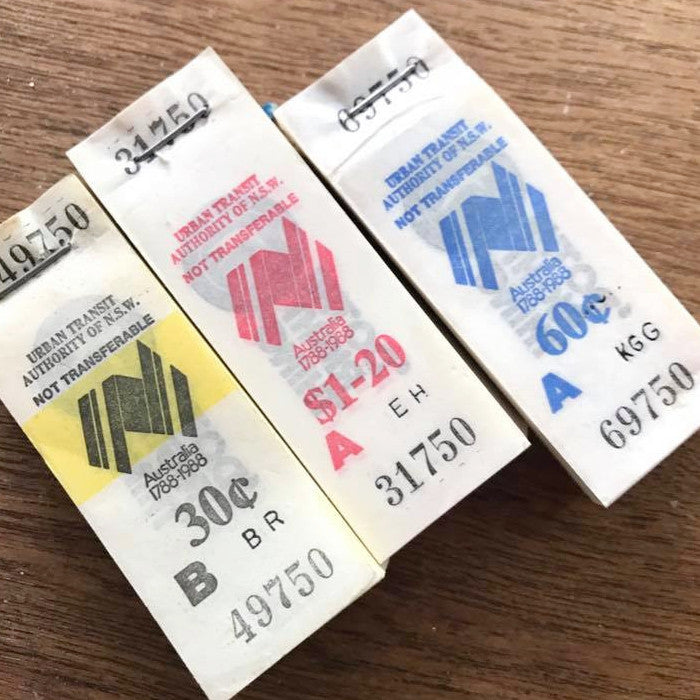 49750
URBAN TRANSIT
AUTHORITY OF N.S.W.
NOT TRANSFERABLE
Australia
1788-1988
30¢
B BR
49750
31750
URBAN TRANSIT
AUTHORITY OF N.S.W.
NOT TRANSFERABLE
Australia
1788-1988
$1-20
A EH
31750
69750
URBAN TRANSIT
AUTHORITY OF N.S.W.
NOT TRANSFERABLE
Australia
1788-1988
60¢
A KGG
69750